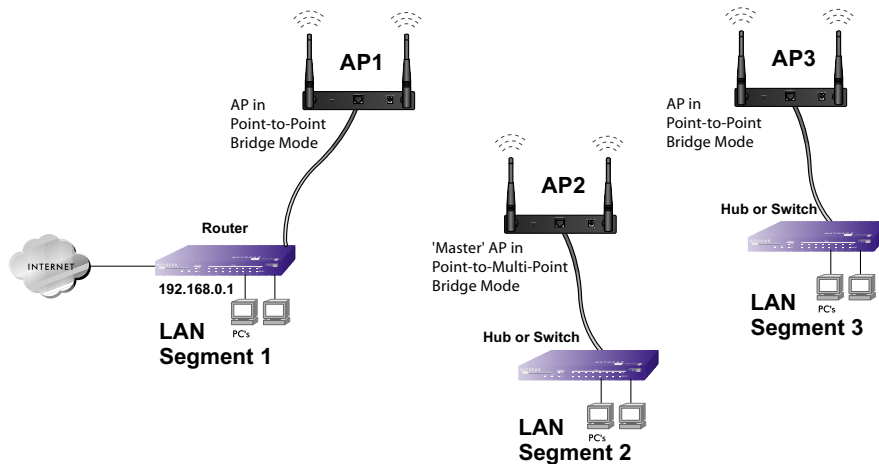 AP1
AP in
Point-to-Point
Bridge Mode
Router
INTERNET
192.168.0.1
PC's
LAN
Segment 1
AP2
'Master' AP in
Point-to-Multi-Point
Bridge Mode
Hub or Switch
PC's
LAN
Segment 2
AP3
AP in
Point-to-Point
Bridge Mode
Hub or Switch
PC's
LAN
Segment 3